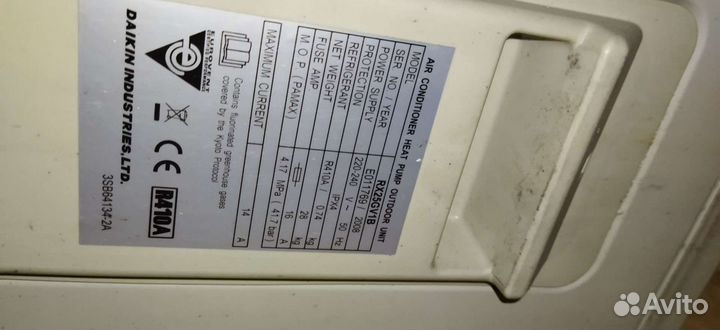 AIR CONDITIONER HEAT PUMP OUTDOOR UNIT
MODEL RX25GV1B
SER. NO. YEAR E011769 2008
POWER SUPPLY 220-240 V~ 50 Hz
PROTECTION IPX4
REFRIGERANT R410A / 0.74 kg
NET WEIGHT 28 kg
FUSE AMP. 16 A
M O P (PAMAX) 4.17 MPa (41.7 bar)
MAXIMUM CURRENT 14 A
Contains fluorinated greenhouse gases
covered by the Kyoto Protocol
EUROVENT
CE
R410A
DAIKIN INDUSTRIES, LTD.
3SB64134-2A
Avito